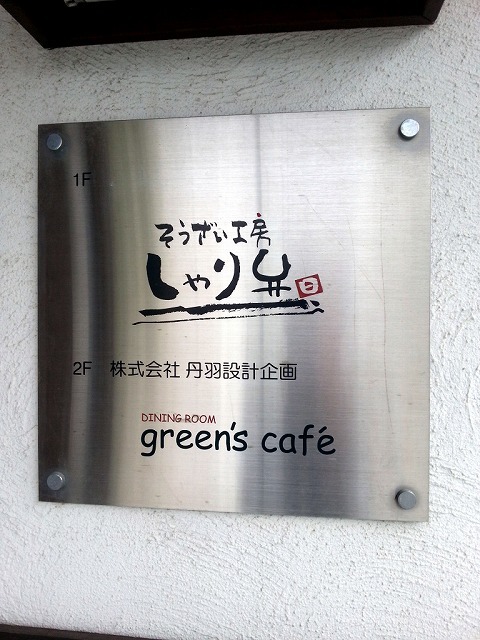 1F
そうざい工房
しゃり弁
2F 株式会社 丹羽設計企画
DINING ROOM
green's café